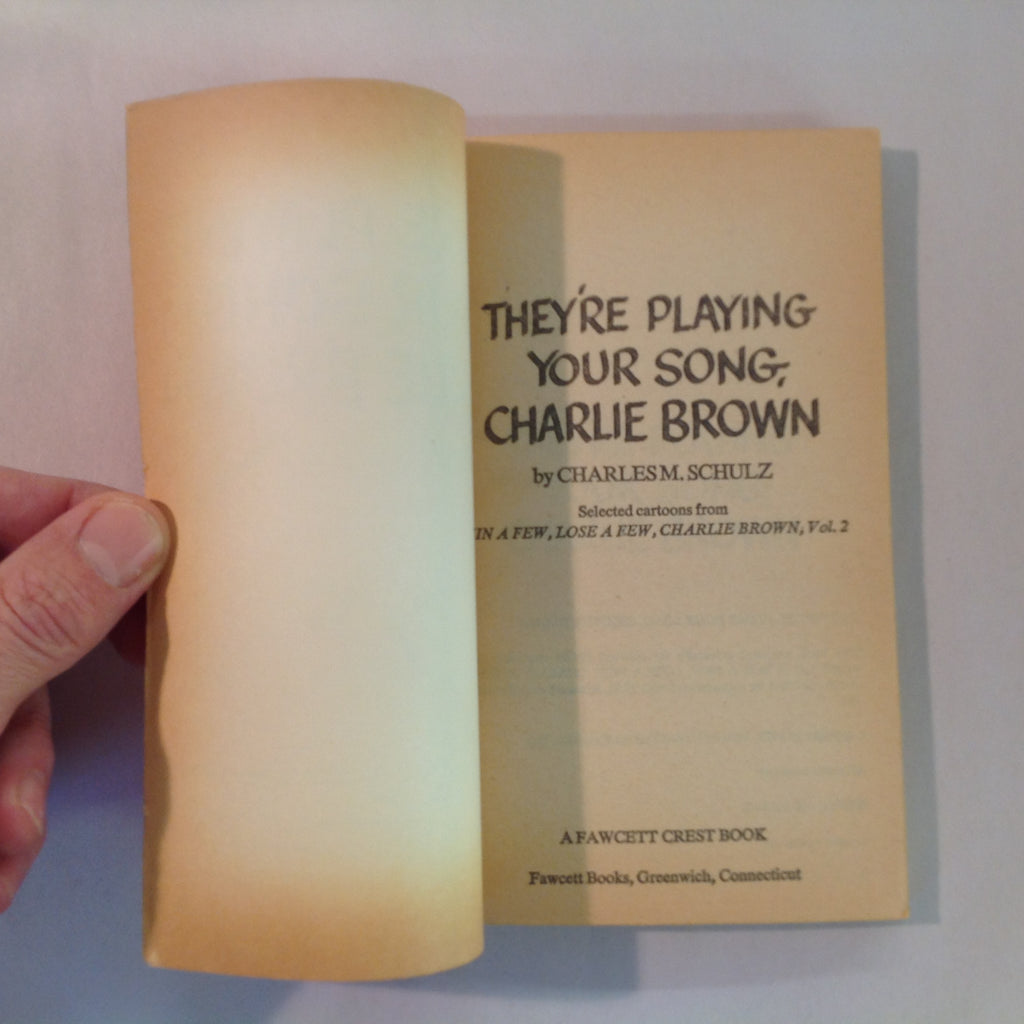 THEY'RE PLAYING
YOUR SONG,
CHARLIE BROWN
by CHARLES M. SCHULZ
Selected cartoons from
IN A FEW, LOSE A FEW, CHARLIE BROWN, Vol. 2
A FAWCETT CREST BOOK
Fawcett Books, Greenwich, Connecticut